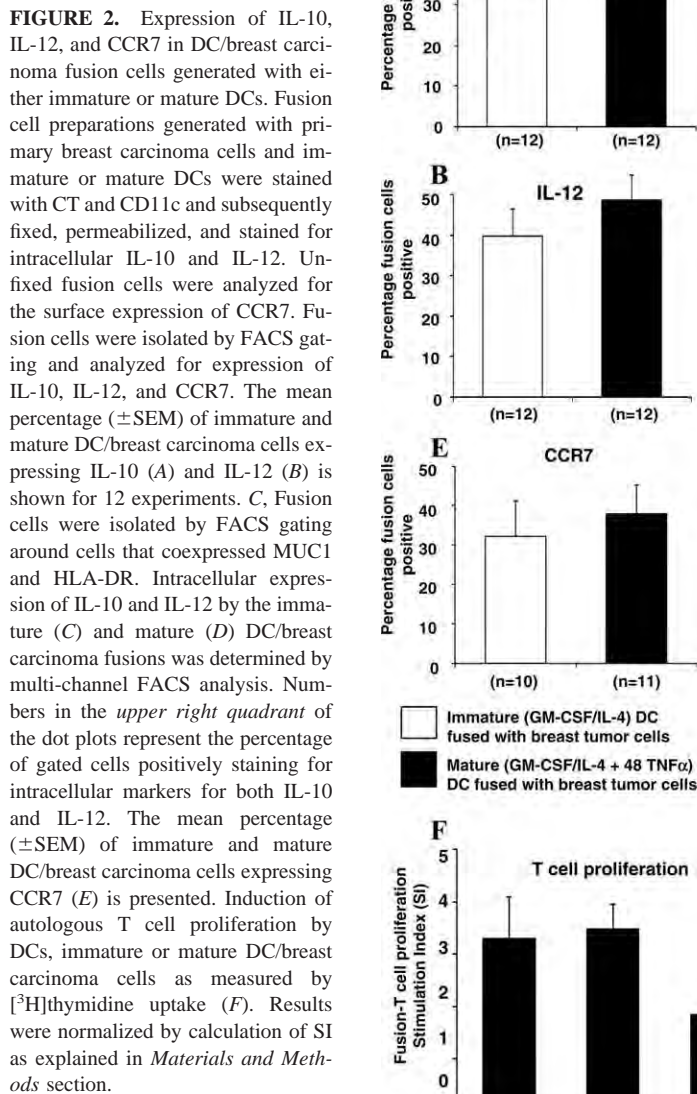 FIGURE 2. Expression of IL-10,
IL-12, and CCR7 in DC/breast carci-
noma fusion cells generated with ei-
ther immature or mature DCs. Fusion
cell preparations generated with pri-
mary breast carcinoma cells and im-
mature or mature DCs were stained
with CT and CD11c and subsequently
fixed, permeabilized, and stained for
intracellular IL-10 and IL-12. Un-
fixed fusion cells were analyzed for
the surface expression of CCR7. Fu-
sion cells were isolated by FACS gat-
ing and analyzed for expression of
IL-10, IL-12, and CCR7. The mean
percentage (±SEM) of immature and
mature DC/breast carcinoma cells ex-
pressing IL-10 (A) and IL-12 (B) is
shown for 12 experiments. C, Fusion
cells were isolated by FACS gating
around cells that coexpressed MUC1
and HLA-DR. Intracellular expres-
sion of IL-10 and IL-12 by the imma-
ture (C) and mature (D) DC/breast
carcinoma fusions was determined by
multi-channel FACS analysis. Num-
bers in the upper right quadrant of
the dot plots represent the percentage
of gated cells positively staining for
intracellular markers for both IL-10
and IL-12. The mean percentage
(±SEM) of immature and mature
DC/breast carcinoma cells expressing
CCR7 (E) is presented. Induction of
autologous T cell proliferation by
DCs, immature or mature DC/breast
carcinoma cells as measured by
[³H]thymidine uptake (F). Results
were normalized by calculation of SI
as explained in Materials and Meth-
ods section.
Percentage
30
20
10
0
(n=12) (n=12)
B
IL-12
Percentage fusion cells
positive
50
40
30
20
10
0
(n=12) (n=12)
E
CCR7
Percentage fusion cells
positive
50
40
30
20
10
0
(n=10) (n=11)
Immature (GM-CSF/IL-4) DC
fused with breast tumor cells
Mature (GM-CSF/IL-4 + 48 TNFα)
DC fused with breast tumor cells
F
T cell proliferation
Fusion-T cell proliferation
Stimulation Index (SI)
5
4
3
2
1
0